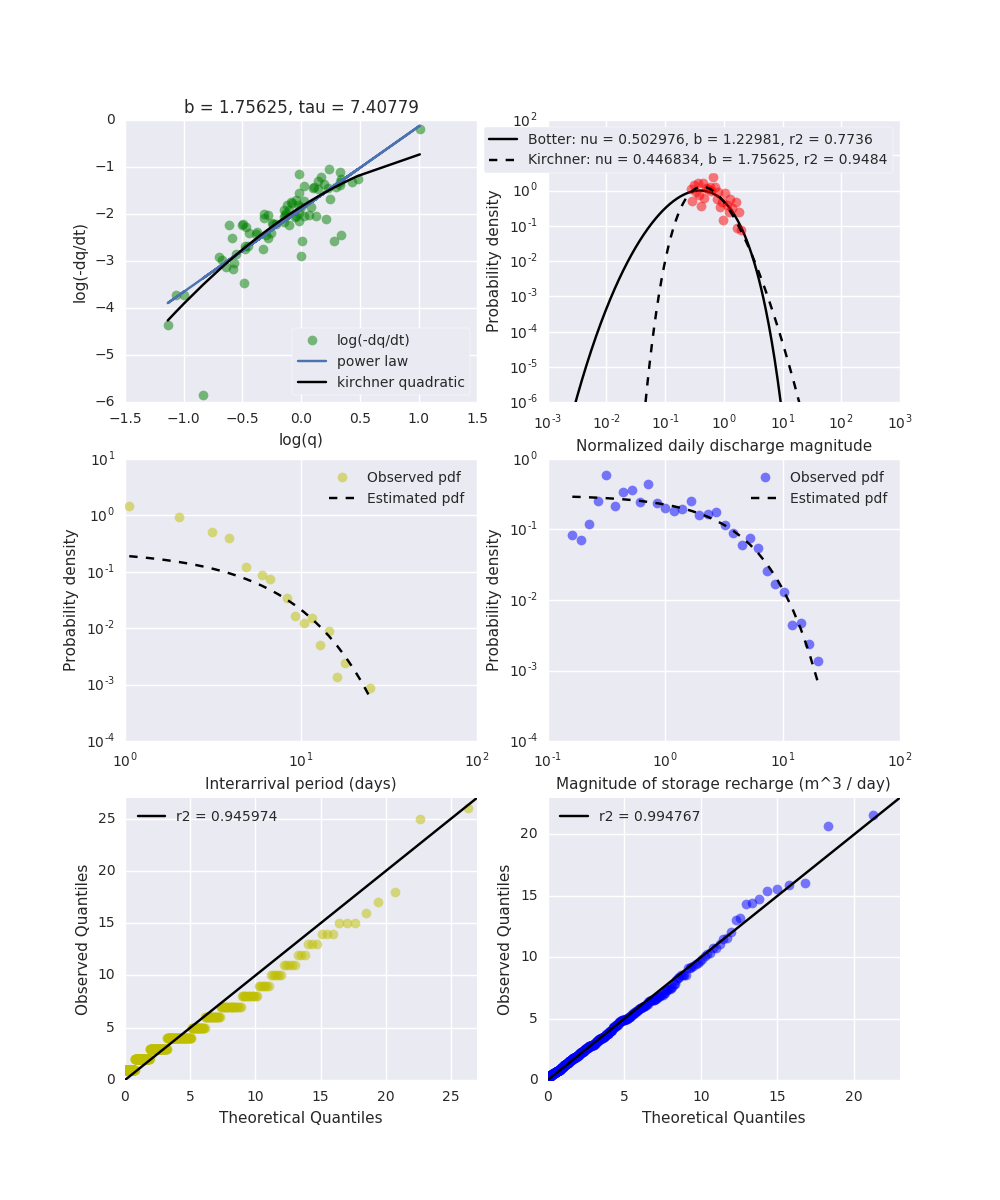 b = 1.75625, tau = 7.40779
0
−1
−2
−3
−4
−5
−6
log(-dq/dt)
log(-dq/dt)
power law
kirchner quadratic
−1.5
−1.0
−0.5
0.0
0.5
1.0
1.5
log(q)
10^2
Botter: nu = 0.502976, b = 1.22981, r2 = 0.7736
Kirchner: nu = 0.446834, b = 1.75625, r2 = 0.9484
10^0
10^-1
10^-2
10^-3
10^-4
10^-5
10^-6
Probability density
10^-3
10^-2
10^-1
10^0
10^1
10^2
10^3
Normalized daily discharge magnitude
10^1
10^0
10^-1
10^-2
10^-3
10^-4
Probability density
Observed pdf
Estimated pdf
10^0
10^1
10^2
Interarrival period (days)
10^0
10^-1
10^-2
10^-3
10^-4
Probability density
Observed pdf
Estimated pdf
10^-1
10^0
10^1
10^2
Magnitude of storage recharge (m^3 / day)
25
20
15
10
5
0
Observed Quantiles
r2 = 0.945974
0
5
10
15
20
25
Theoretical Quantiles
20
15
10
5
0
Observed Quantiles
r2 = 0.994767
0
5
10
15
20
Theoretical Quantiles